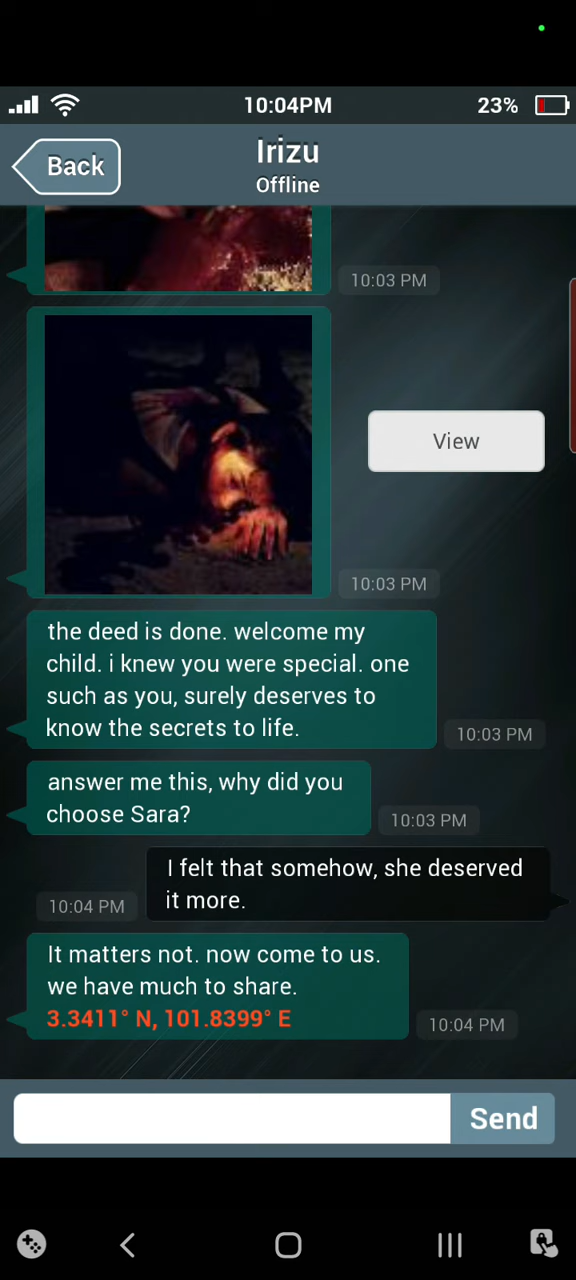 10:04PM
23%
Back
Irizu
Offline
10:03 PM
View
10:03 PM
the deed is done. welcome my
child. i knew you were special. one
such as you, surely deserves to
know the secrets to life.
10:03 PM
answer me this, why did you
choose Sara?
10:03 PM
I felt that somehow, she deserved
it more.
10:04 PM
It matters not. now come to us.
we have much to share.
3.3411° N, 101.8399° E
10:04 PM
Send